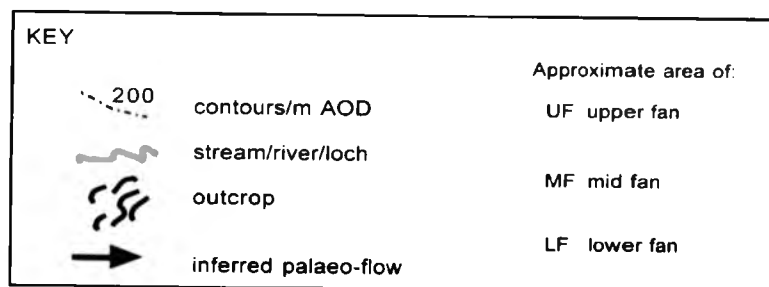 KEY
Approximate area of:
200
contours/m AOD
UF upper fan
stream/river/loch
MF mid fan
outcrop
LF lower fan
inferred palaeo-flow